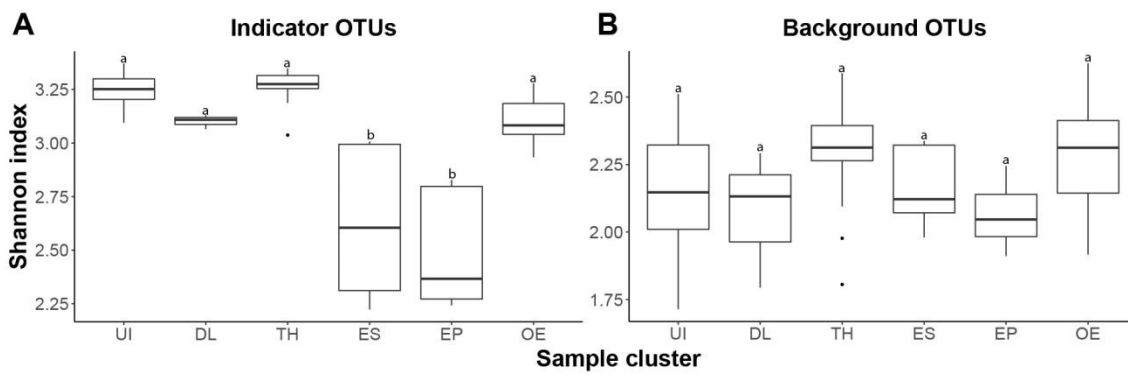 A Indicator OTUs
Shannon index
3.25
3.00
2.75
2.50
2.25
a a a b b a
UI DL TH ES EP OE
B Background OTUs
2.50
2.25
2.00
1.75
a a a a a a
UI DL TH ES EP OE
Sample cluster